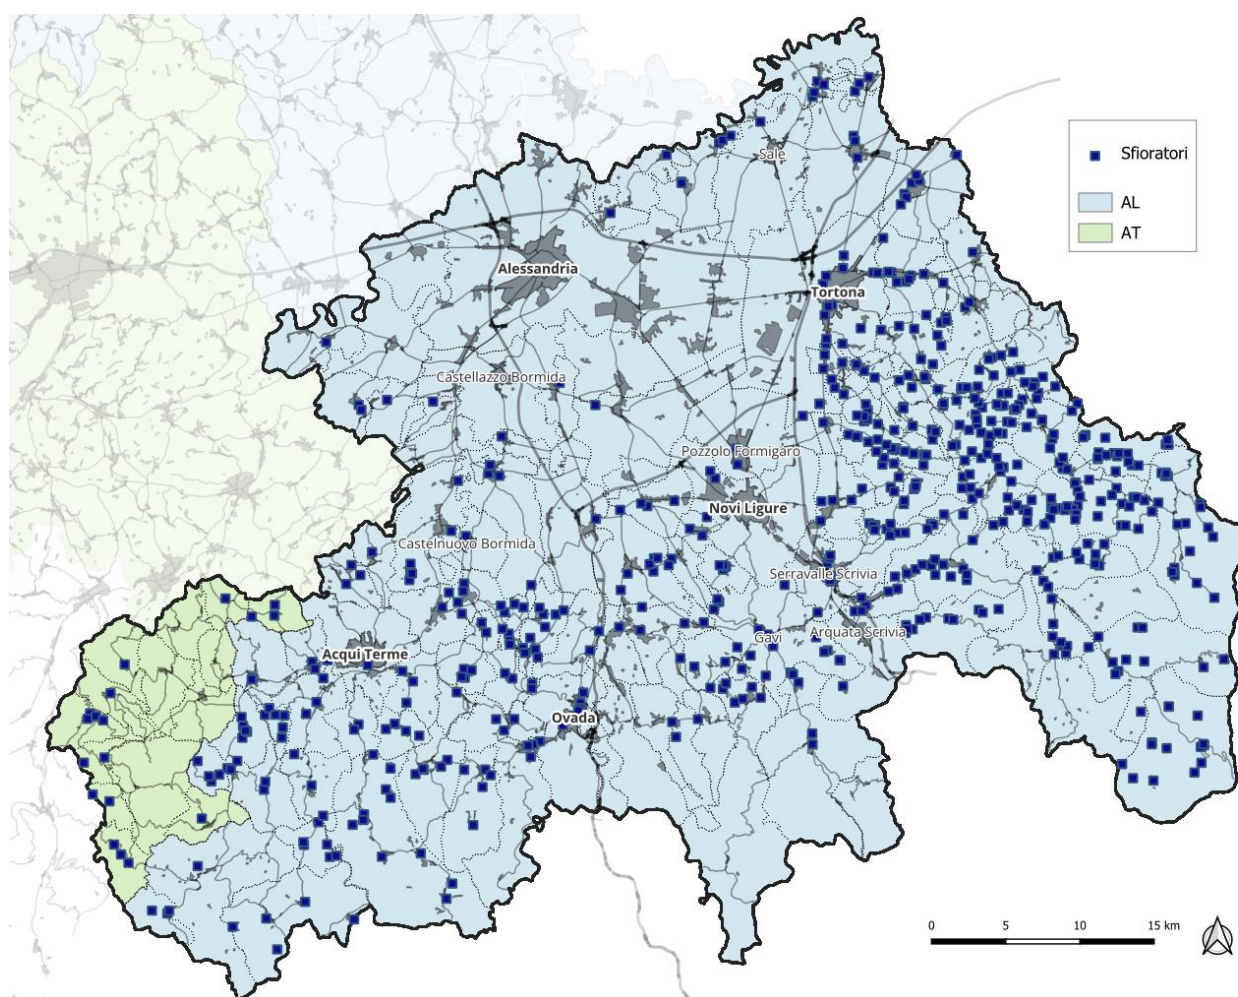 Sfioratori
AL
AT
Sale
Alessandria
Tortona
Castellazzo Bormida
Pozzolo Formigaro
Novi Ligure
Castelnuovo Bormida
Serravalle Scrivia
Gavi
Arquata Scrivia
Acqui Terme
Ovada
0 5 10 15 km